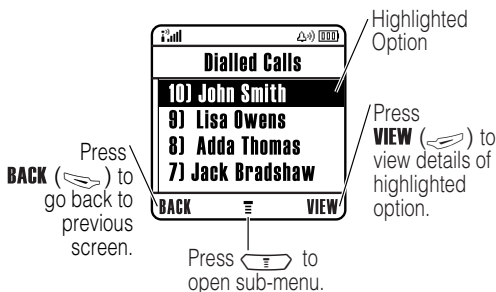 Highlighted
Option
Dialled Calls
10) John Smith
9) Lisa Owens
8) Adda Thomas
7) Jack Bradshaw
BACK VIEW
Press
BACK ( ) to
go back to
previous
screen.
Press
VIEW ( ) to
view details of
highlighted
option.
Press to
open sub-menu.